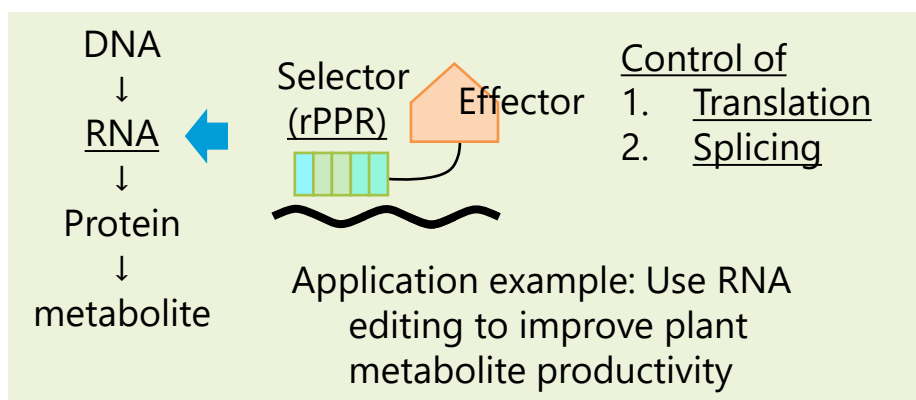 DNA
↓
RNA
↓
Protein
↓
metabolite
Selector
(rPPR)
Effector
Control of
1. Translation
2. Splicing
Application example: Use RNA
editing to improve plant
metabolite productivity